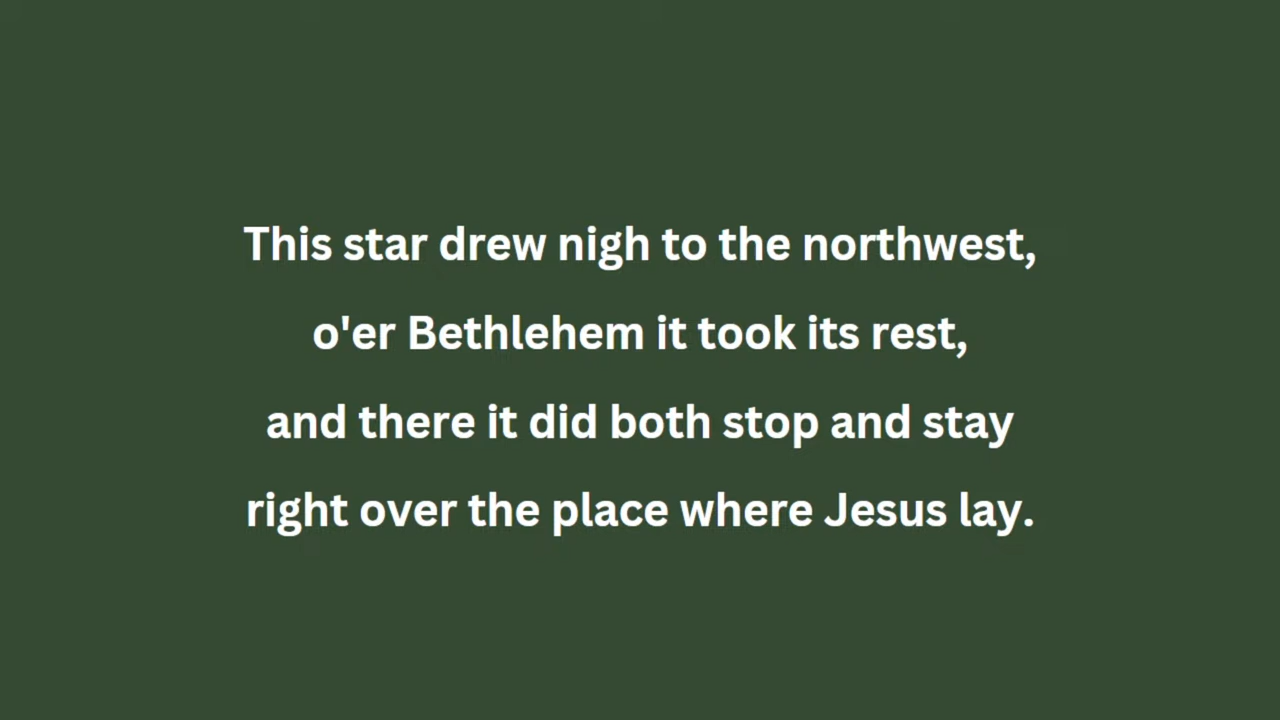 This star drew nigh to the northwest,
o'er Bethlehem it took its rest,
and there it did both stop and stay
right over the place where Jesus lay.